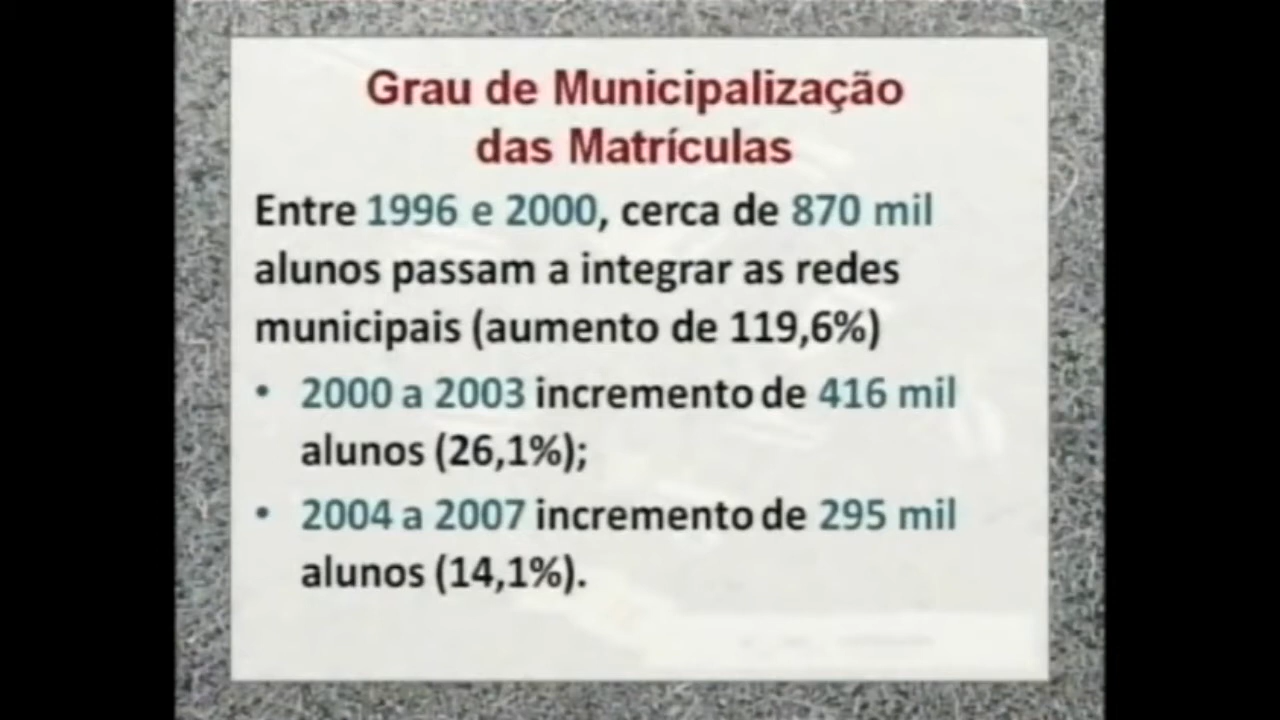 Grau de Municipalização
das Matrículas
Entre 1996 e 2000, cerca de 870 mil
alunos passam a integrar as redes
municipais (aumento de 119,6%)
• 2000 a 2003 incremento de 416 mil
alunos (26,1%);
• 2004 a 2007 incremento de 295 mil
alunos (14,1%).